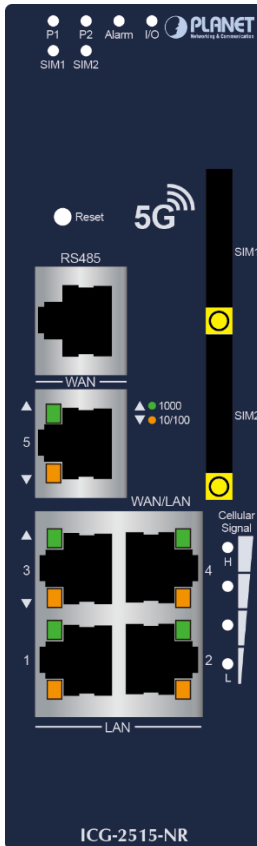 P1 P2 Alarm I/O PLANET
Networking & Communication
SIM1 SIM2
Reset 5G
RS485
SIM1
WAN
▲ ● 1000
▼ ● 10/100
5
SIM2
WAN/LAN
Cellular
Signal
H
3 4
1 2
L
LAN
ICG-2515-NR